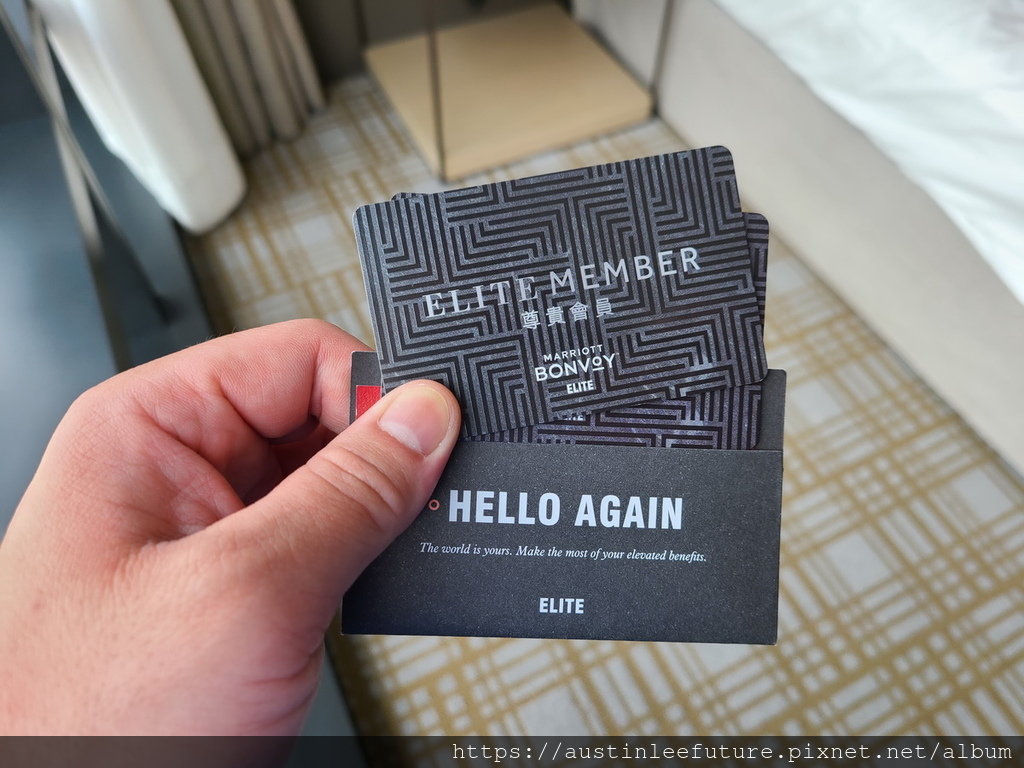 ELITE MEMBER
尊貴會員
MARRIOTT
BONVOY
ELITE
HELLO AGAIN
The world is yours. Make the most of your elevated benefits.
ELITE
https://austinleefuture.pixnet.net/album